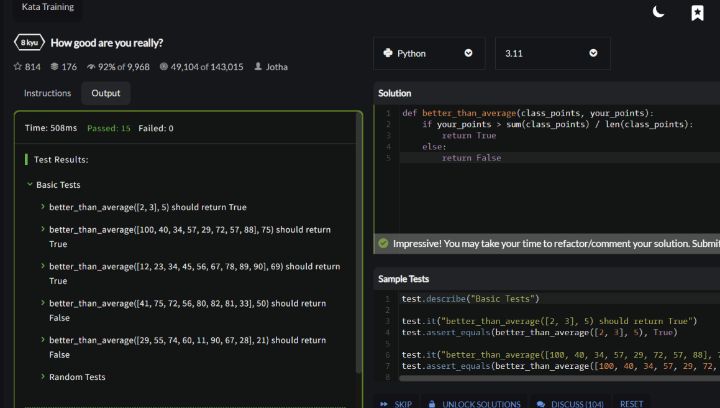 Kata Training
8 kyu How good are you really?
814 176 92% of 9,968 49,104 of 143,015 Jotha
Instructions Output
Time: 508ms Passed: 15 Failed: 0
Test Results:
Basic Tests
better_than_average([2, 3], 5) should return True
better_than_average([100, 40, 34, 57, 29, 72, 57, 88], 75) should return
True
better_than_average([12, 23, 34, 45, 56, 67, 78, 89, 90], 69) should return
True
better_than_average([41, 75, 72, 56, 80, 82, 81, 33], 50) should return
False
better_than_average([29, 55, 74, 60, 11, 90, 67, 28], 21) should return
False
Random Tests
Python 3.11
Solution
1 def better_than_average(class_points, your_points):
2 if your_points > sum(class_points) / len(class_points):
3 return True
4 else:
5 return False
Impressive! You may take your time to refactor/comment your solution. Submit
Sample Tests
1 test.describe("Basic Tests")
2
3 test.it("better_than_average([2, 3], 5) should return True")
4 test.assert_equals(better_than_average([2, 3], 5), True)
5
6 test.it("better_than_average([100, 40, 34, 57, 29, 72, 57, 88], 7
7 test.assert_equals(better_than_average([100, 40, 34, 57, 29, 72,
8
SKIP UNLOCK SOLUTIONS DISCUSS (104) RESET